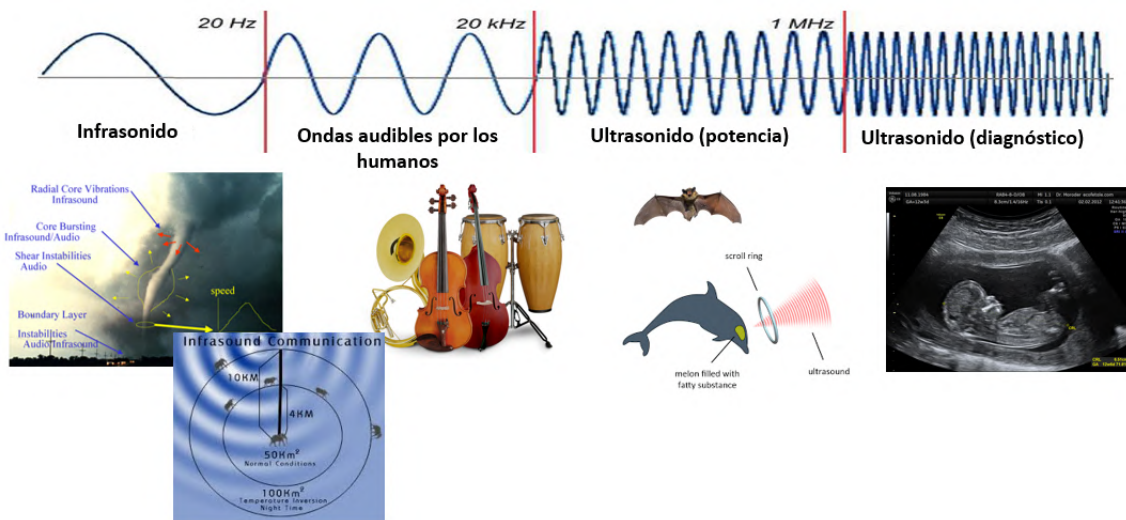 20 Hz
20 kHz
1 MHz
Infrasonido
Ondas audibles por los
humanos
Ultrasonido (potencia)
Ultrasonido (diagnóstico)
Radial Core Vibrations
Infrasound
Core Bursting
Infrasound/Audio
Shear Instabilities
Audio
speed
Boundary Layer
Instabilities
Audio/Infrasound
Infrasound Communication
10KM
4KM
50Km²
Normal Conditions
100Km²
Temperature Inversion
Night Time
scroll ring
melon filled with
fatty substance
ultrasound